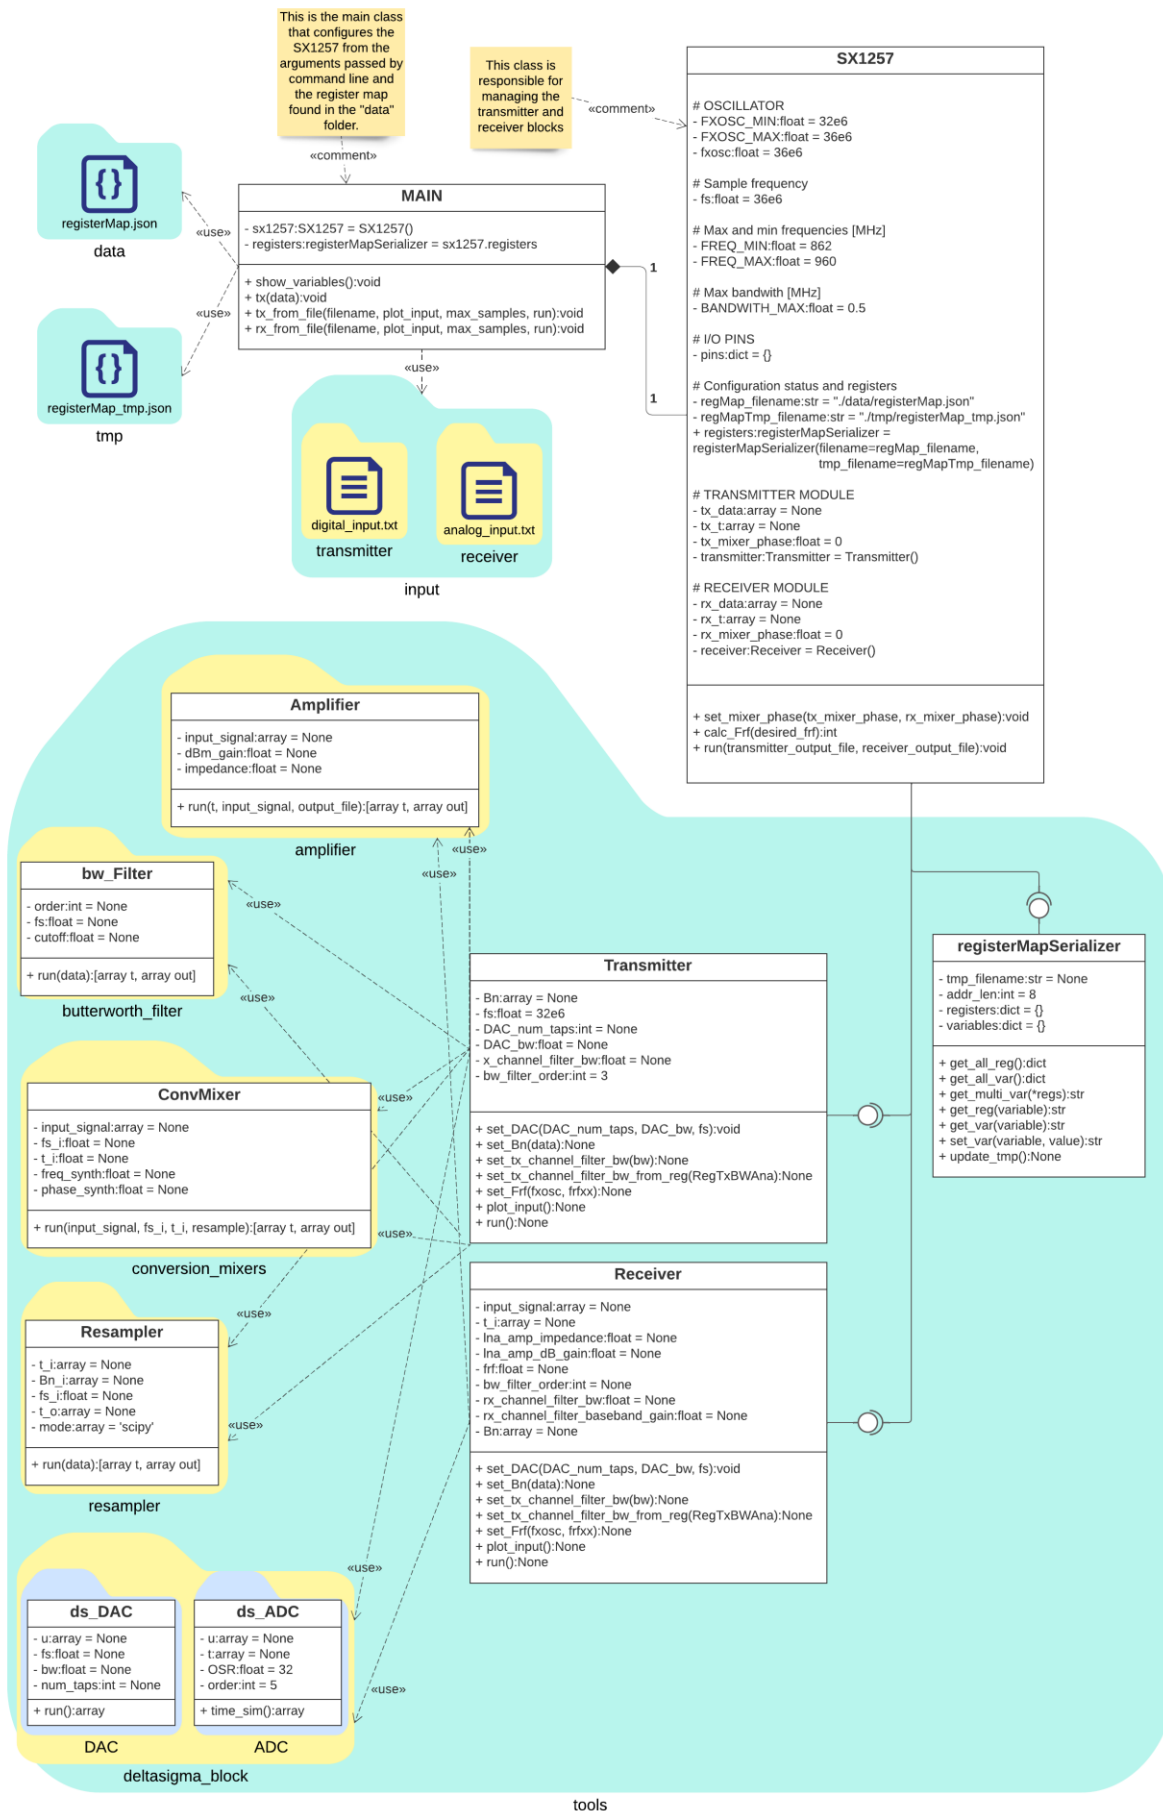 This is the main class
that configures the
SX1257 from the
arguments passed by
command line and
the register map
found in the "data"
folder.
«comment»
This class is
responsible for
managing the
transmitter and
receiver blocks
«comment»
SX1257
# OSCILLATOR
- FXOSC_MIN:float = 32e6
- FXOSC_MAX:float = 36e6
- fxosc:float = 36e6
# Sample frequency
- fs:float = 36e6
# Max and min frequencies [MHz]
- FREQ_MIN:float = 862
- FREQ_MAX:float = 960
# Max bandwith [MHz]
- BANDWITH_MAX:float = 0.5
# I/O PINS
- pins:dict = {}
# Configuration status and registers
- regMap_filename:str = "./data/registerMap.json"
- regMapTmp_filename:str = "./tmp/registerMap_tmp.json"
+ registers:registerMapSerializer =
registerMapSerializer(filename=regMap_filename,
tmp_filename=regMapTmp_filename)
# TRANSMITTER MODULE
- tx_data:array = None
- tx_t:array = None
- tx_mixer_phase:float = 0
- transmitter:Transmitter = Transmitter()
# RECEIVER MODULE
- rx_data:array = None
- rx_t:array = None
- rx_mixer_phase:float = 0
- receiver:Receiver = Receiver()
+ set_mixer_phase(tx_mixer_phase, rx_mixer_phase):void
+ calc_Frf(desired_frf):int
+ run(transmitter_output_file, receiver_output_file):void
{}
registerMap.json
data
«use»
{}
registerMap_tmp.json
tmp
«use»
MAIN
- sx1257:SX1257 = SX1257()
- registers:registerMapSerializer = sx1257.registers
+ show_variables():void
+ tx(data):void
+ tx_from_file(filename, plot_input, max_samples, run):void
+ rx_from_file(filename, plot_input, max_samples, run):void
1
1
«use»
digital_input.txt
transmitter
analog_input.txt
receiver
input
Amplifier
- input_signal:array = None
- dBm_gain:float = None
- impedance:float = None
+ run(t, input_signal, output_file):[array t, array out]
amplifier
«use»
«use»
bw_Filter
- order:int = None
- fs:float = None
- cutoff:float = None
+ run(data):[array t, array out]
butterworth_filter
«use»
«use»
ConvMixer
- input_signal:array = None
- fs_i:float = None
- t_i:float = None
- freq_synth:float = None
- phase_synth:float = None
+ run(input_signal, fs_i, t_i, resample):[array t, array out]
conversion_mixers
«use»
«use»
Resampler
- t_i:array = None
- Bn_i:array = None
- fs_i:float = None
- t_o:array = None
- mode:array = 'scipy'
+ run(data):[array t, array out]
resampler
«use»
«use»
ds_DAC
- u:array = None
- fs:float = None
- bw:float = None
- num_taps:int = None
+ run():array
DAC
ds_ADC
- u:array = None
- t:array = None
- OSR:float = 32
- order:int = 5
+ time_sim():array
ADC
deltasigma_block
«use»
«use»
Transmitter
- Bn:array = None
- fs:float = 32e6
- DAC_num_taps:int = None
- DAC_bw:float = None
- x_channel_filter_bw:float = None
- bw_filter_order:int = 3
+ set_DAC(DAC_num_taps, DAC_bw, fs):void
+ set_Bn(data):None
+ set_tx_channel_filter_bw(bw):None
+ set_tx_channel_filter_bw_from_reg(RegTxBWAna):None
+ set_Frf(fxosc, frfxx):None
+ plot_input():None
+ run():None
Receiver
- input_signal:array = None
- t_i:array = None
- lna_amp_impedance:float = None
- lna_amp_dB_gain:float = None
- frf:float = None
- bw_filter_order:int = None
- rx_channel_filter_bw:float = None
- rx_channel_filter_baseband_gain:float = None
- Bn:array = None
+ set_DAC(DAC_num_taps, DAC_bw, fs):void
+ set_Bn(data):None
+ set_tx_channel_filter_bw(bw):None
+ set_tx_channel_filter_bw_from_reg(RegTxBWAna):None
+ set_Frf(fxosc, frfxx):None
+ plot_input():None
+ run():None
registerMapSerializer
- tmp_filename:str = None
- addr_len:int = 8
- registers:dict = {}
- variables:dict = {}
+ get_all_reg():dict
+ get_all_var():dict
+ get_multi_var(*regs):str
+ get_reg(variable):str
+ get_var(variable):str
+ set_var(variable, value):str
+ update_tmp():None
tools